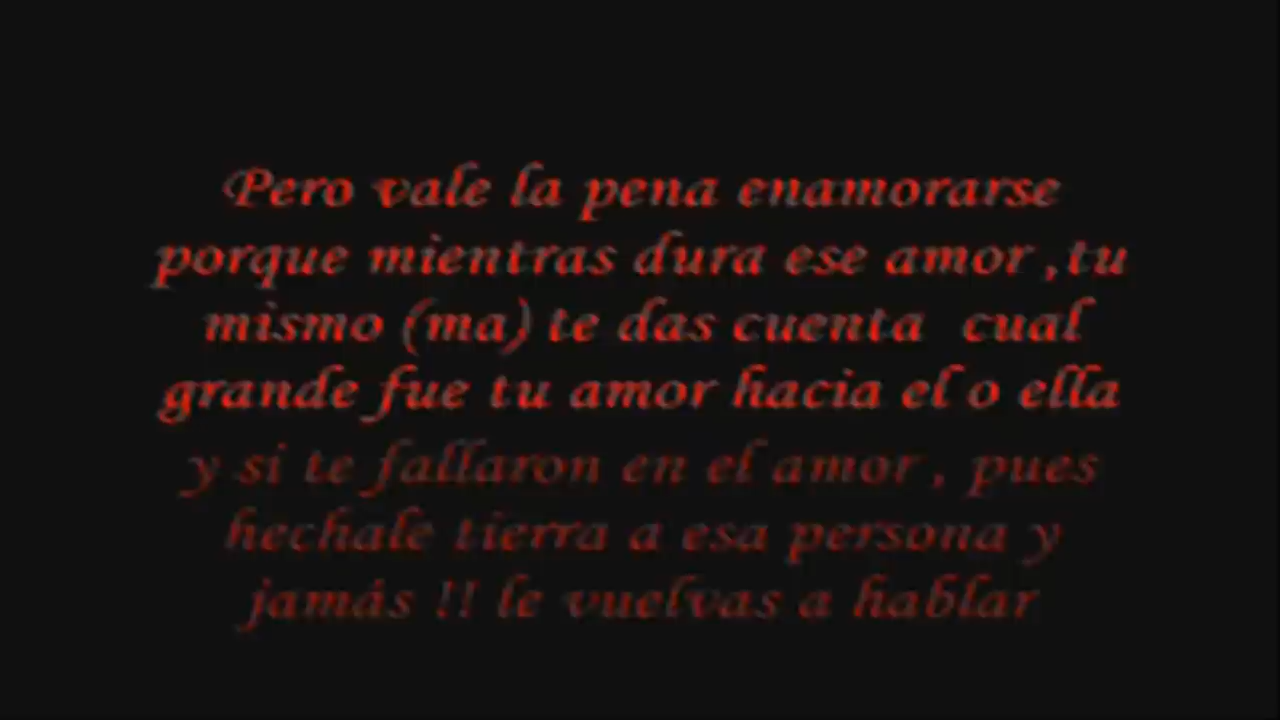 Pero vale la pena enamorarse
porque mientras dura ese amor ,tu
mismo (ma) te das cuenta cual
grande fue tu amor hacia el o ella
y si te fallaron en el amor , pues
hechale tierra a esa persona y
jamás !! le vuelvas a hablar